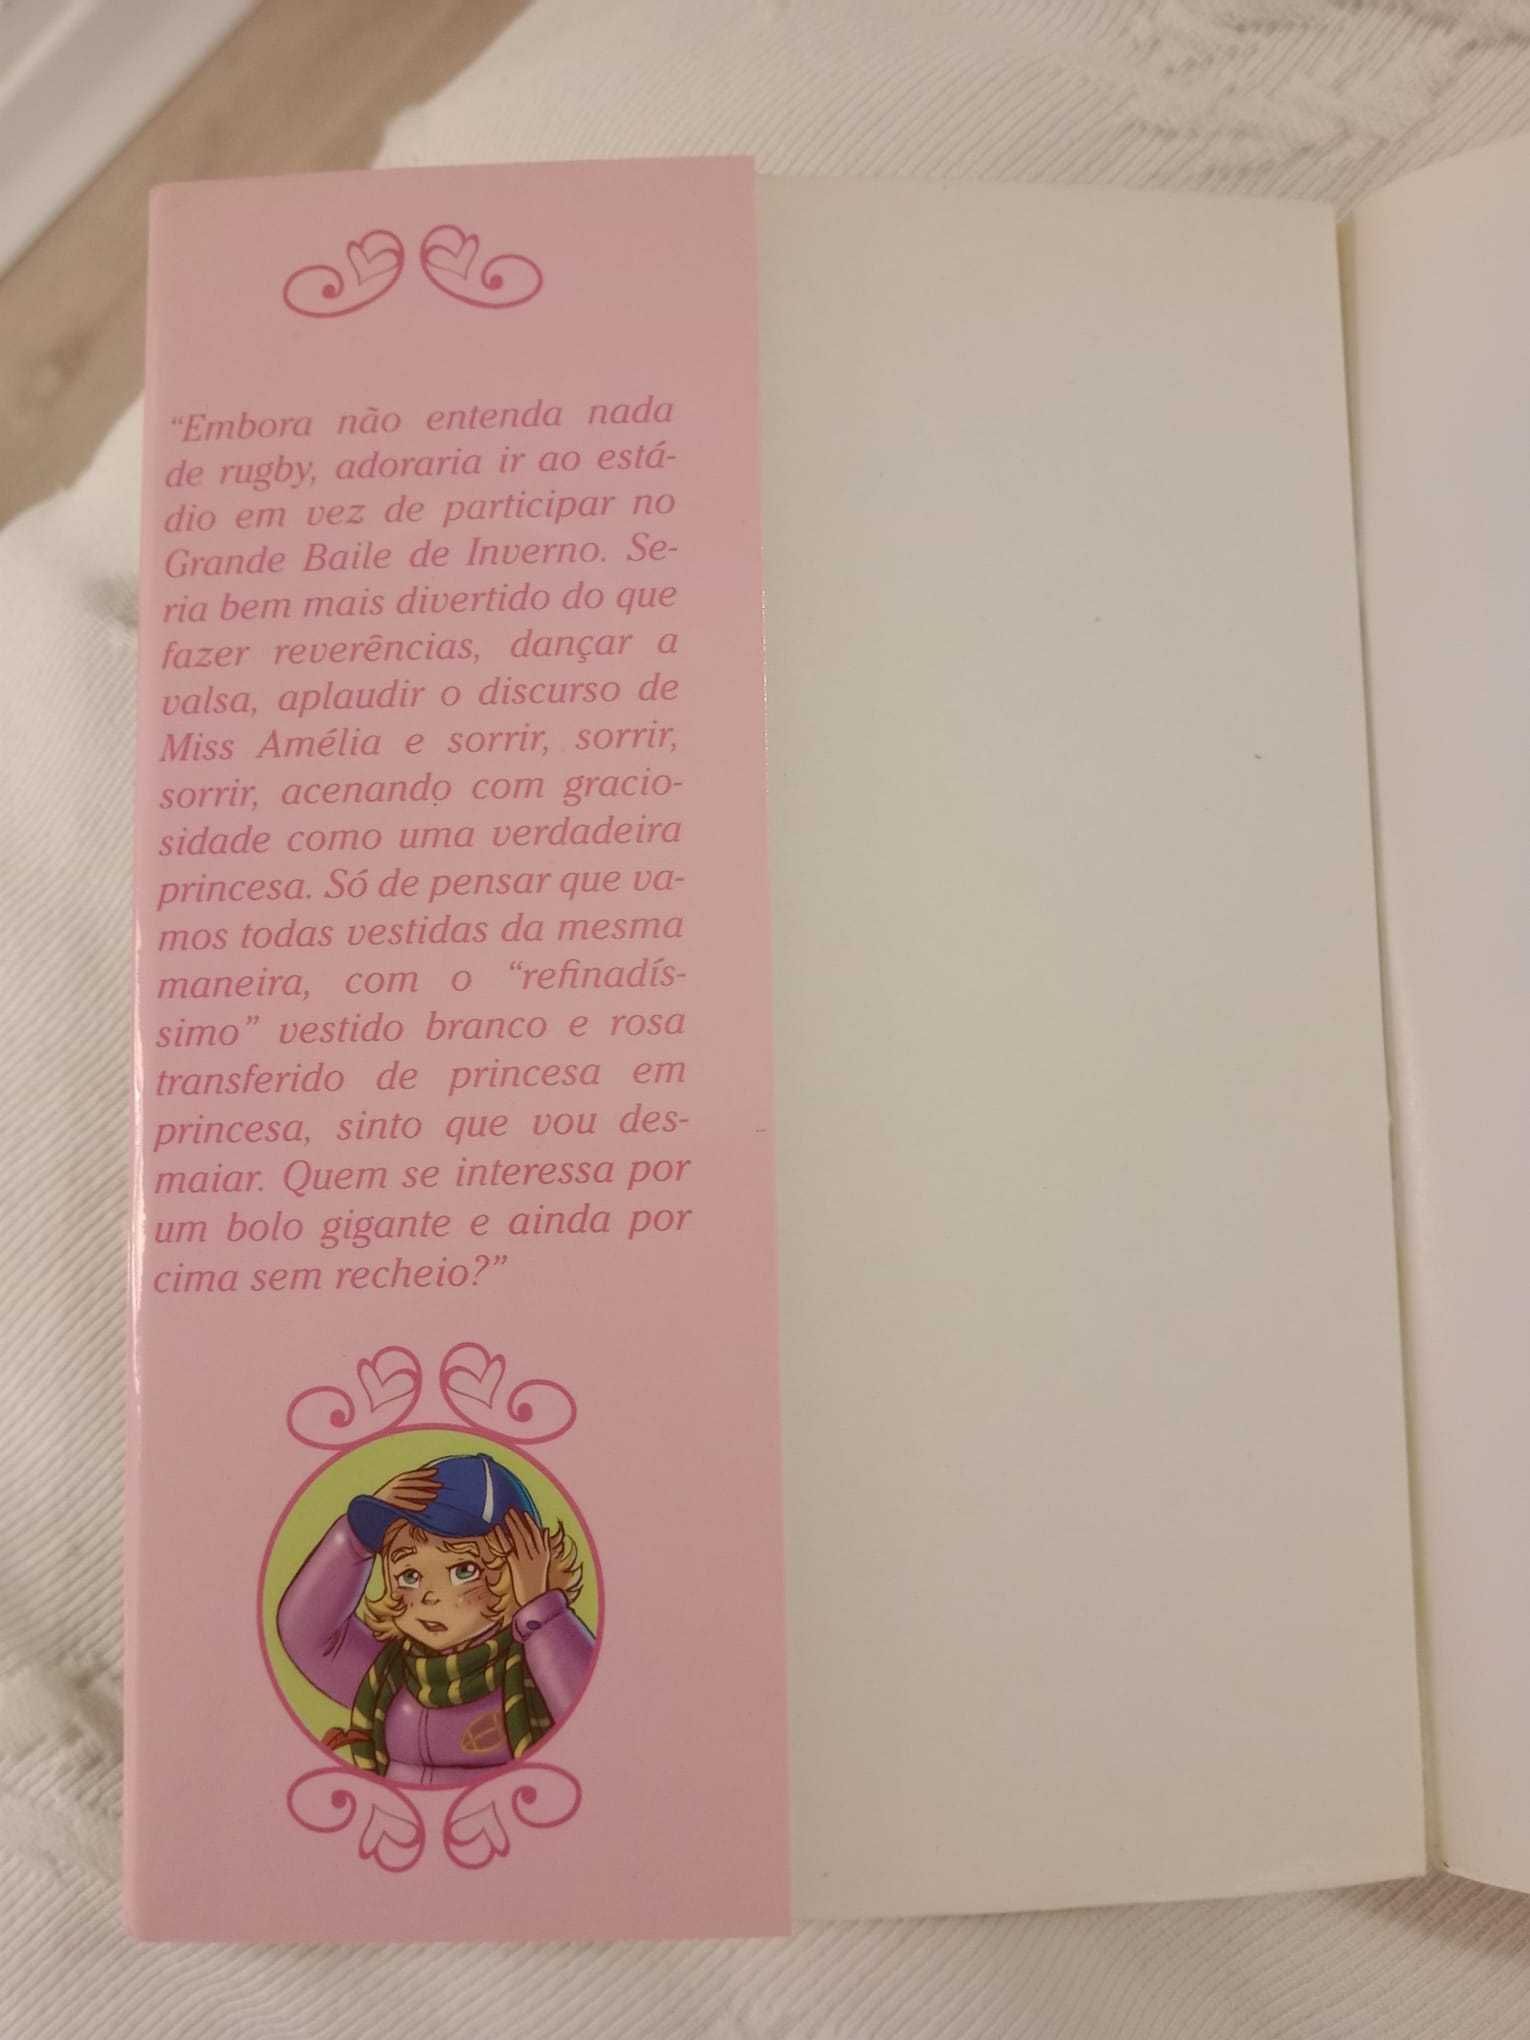 “Embora não entenda nada
de rugby, adoraria ir ao está-
dio em vez de participar no
Grande Baile de Inverno. Se-
ria bem mais divertido do que
fazer reverências, dançar a
valsa, aplaudir o discurso de
Miss Amélia e sorrir, sorrir,
sorrir, acenando com gracio-
sidade como uma verdadeira
princesa. Só de pensar que va-
mos todas vestidas da mesma
maneira, com o “refinadís-
simo” vestido branco e rosa
transferido de princesa em
princesa, sinto que vou des-
maiar. Quem se interessa por
um bolo gigante e ainda por
cima sem recheio?”